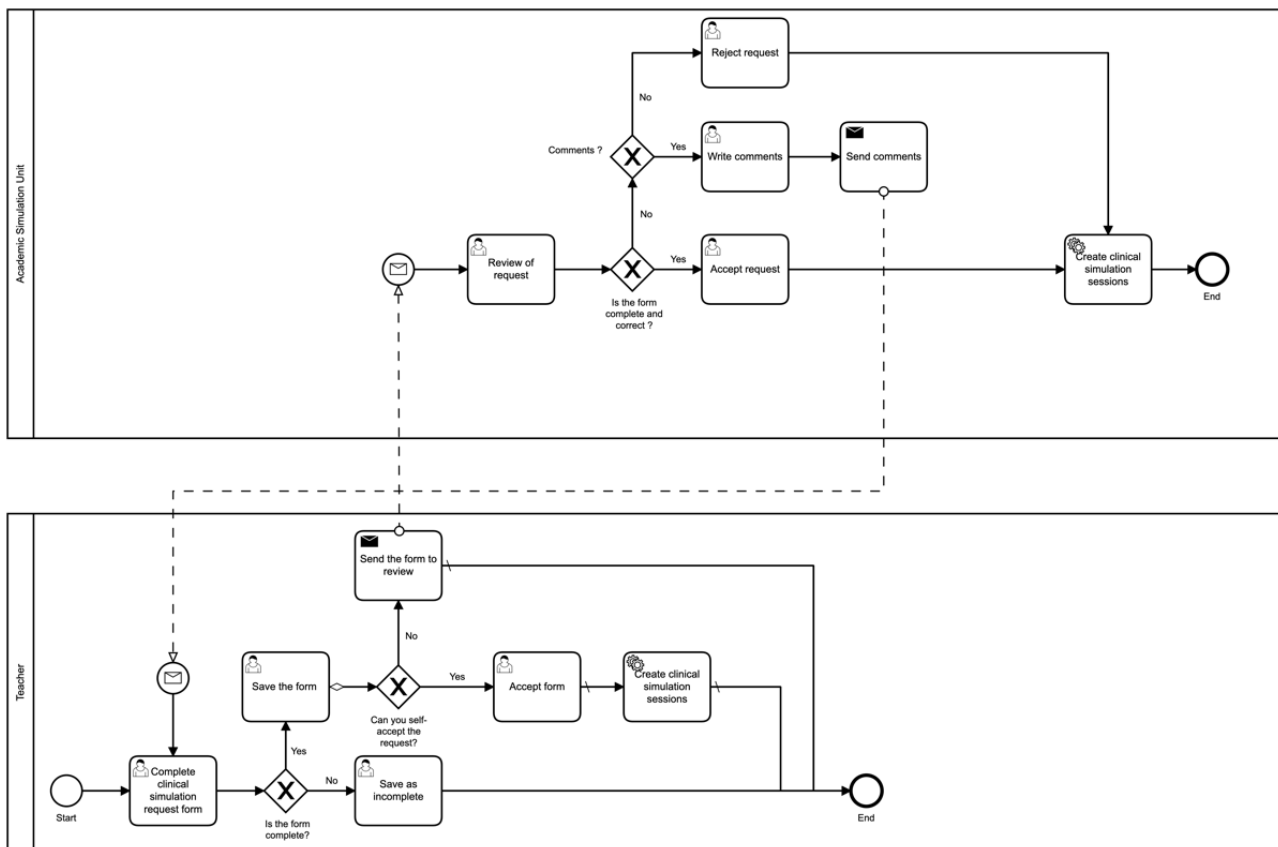 Academic Simulation Unit
Reject request
No
Comments ?
Yes
Write comments
Send comments
No
Review of
request
Yes
Accept request
Create clinical
simulation
sessions
End
Is the form
complete and
correct ?
Teacher
Send the form to
review
No
Save the form
Yes
Accept form
Create clinical
simulation
sessions
Can you self-
accept the
request?
Yes
Complete
clinical
simulation
request form
No
Save as
incomplete
Start
Is the form
complete?
End